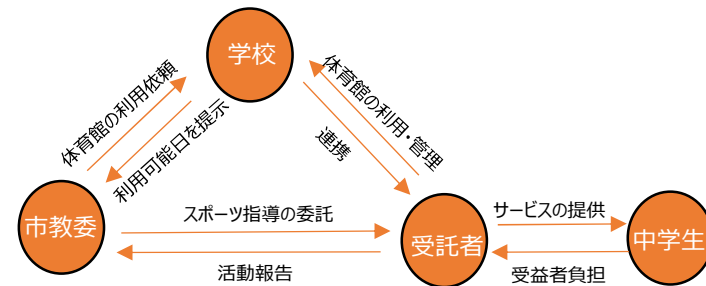 学校
体育館の利用依頼
利用可能日を提示
連携
体育館の利用・管理
市教委
スポーツ指導の委託
活動報告
受託者
サービスの提供
受益者負担
中学生